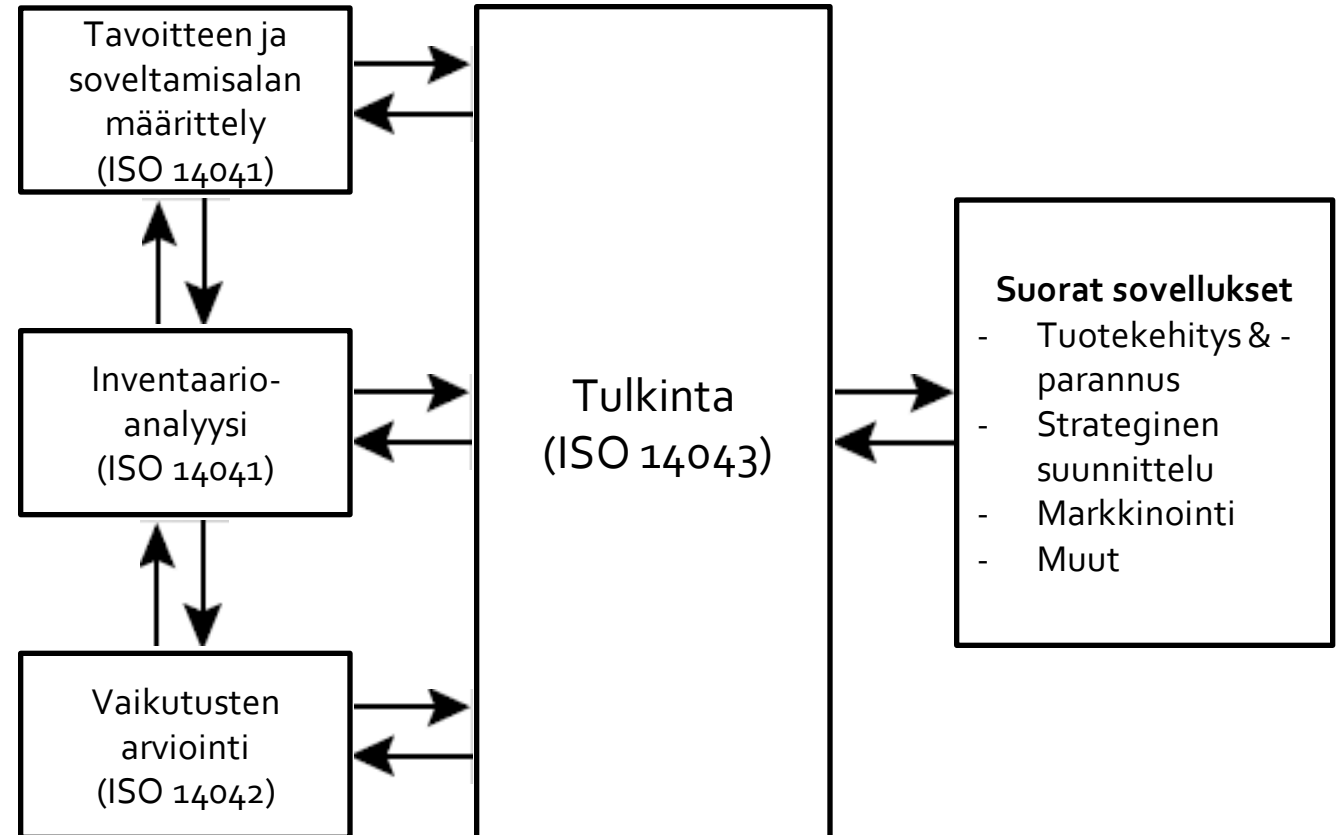 Tavoitteen ja
soveltamisalan
määrittely
(ISO 14041)
Inventaario-
analyysi
(ISO 14041)
Vaikutusten
arviointi
(ISO 14042)
Tulkinta
(ISO 14043)
Suorat sovellukset
- Tuotekehitys & -
parannus
- Strateginen
suunnittelu
- Markkinointi
- Muut